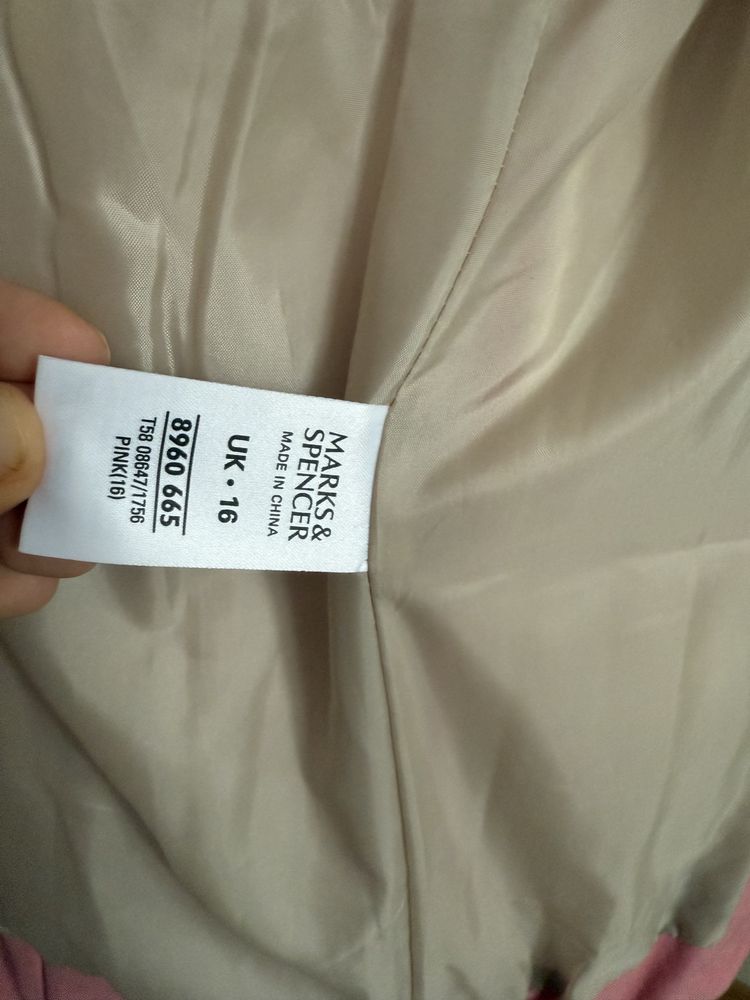 MARKS &
SPENCER
MADE IN CHINA
UK • 16
8960 665
T58 08647/1756
PINK(16)